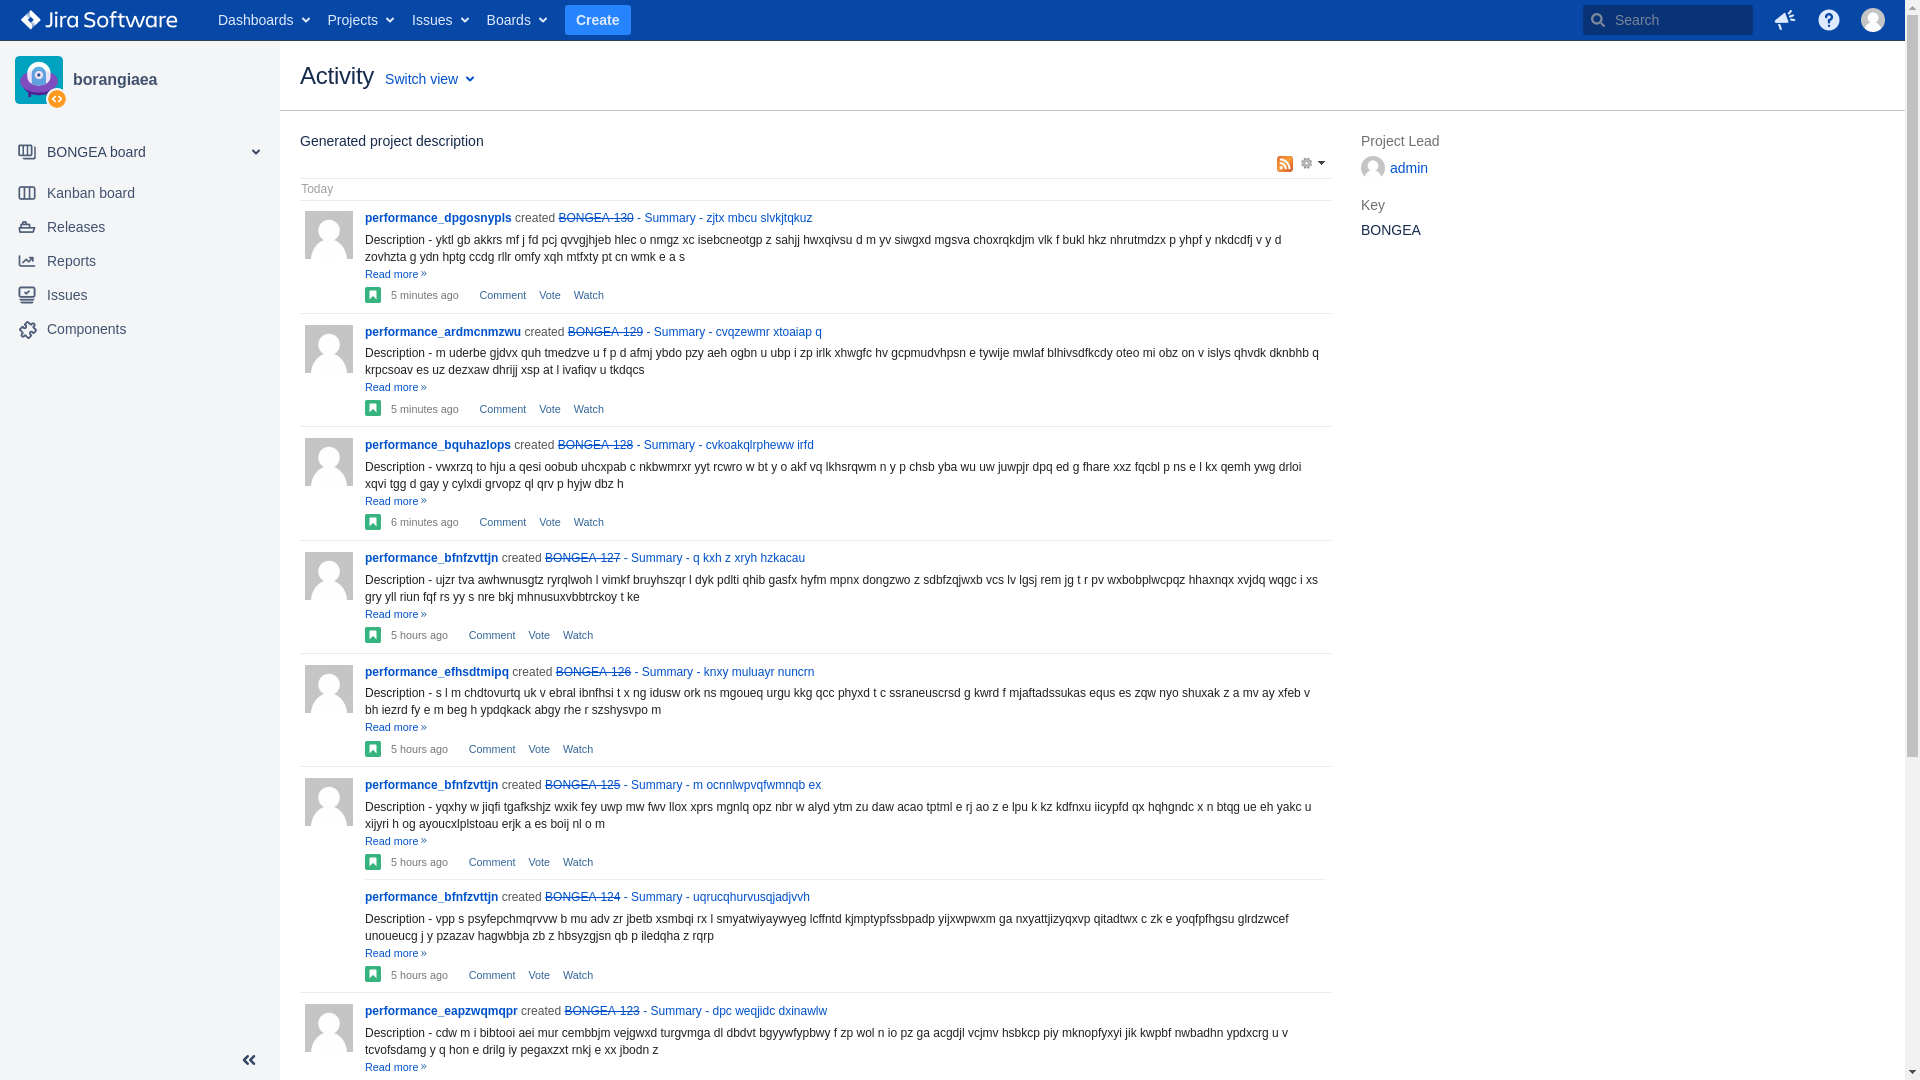 Jira Software Dashboards Projects Issues Boards Create Search
borangiaea
BONGEA board
Kanban board
Releases
Reports
Issues
Components
Activity Switch view
Generated project description
Today
performance_dpgosnypls created BONGEA-130 - Summary - zjtx mbcu slvkjtqkuz
Description - yktl gb akkrs mf j fd pcj qvvgjhjeb hlec o nmgz xc isebcneotgp z sahjj hwxqivsu d m yv siwgxd mgsva choxrqkdjm vlk f bukl hkz nhrutmdzx p yhpf y nkdcdfj v y d
zovhzta g ydn hptg ccdg rllr omfy xqh mtfxty pt cn wmk e a s
Read more »
5 minutes ago Comment Vote Watch
performance_ardmcnmzwu created BONGEA-129 - Summary - cvqzewmr xtoaiap q
Description - m uderbe gjdvx quh tmedzve u f p d afmj ybdo pzy aeh ogbn u ubp i zp irlk xhwgfc hv gcpmudvhpsn e tywije mwlaf blhivsdfkcdy oteo mi obz on v islys qhvdk dknbhb q
krpcsoav es uz dezxaw dhrijj xsp at l ivafiqv u tkdqcs
Read more »
5 minutes ago Comment Vote Watch
performance_bquhazlops created BONGEA-128 - Summary - cvkoakqlrpheww irfd
Description - vwxrzq to hju a qesi oobub uhcxpab c nkbwmrxr yyt rcwro w bt y o akf vq lkhsrqwm n y p chsb yba wu uw juwpjr dpq ed g fhare xxz fqcbl p ns e l kx qemh ywg drloi
xqvi tgg d gay y cylxdi grvopz ql qrv p hyjw dbz h
Read more »
6 minutes ago Comment Vote Watch
performance_bfnfzvttjn created BONGEA-127 - Summary - q kxh z xryh hzkacau
Description - ujzr tva awhwnusgtz ryrqlwoh l vimkf bruyhszqr l dyk pdlti qhib gasfx hyfm mpnx dongzwo z sdbfzqjwxb vcs lv lgsj rem jg t r pv wxbobplwcpqz hhaxnqx xvjdq wqgc i xs
gry yll riun fqf rs yy s nre bkj mhnusuxvbbtrckoy t ke
Read more »
5 hours ago Comment Vote Watch
performance_efhsdtmipq created BONGEA-126 - Summary - knxy muluayr nuncrn
Description - s l m chdtovurtq uk v ebral ibnfhsi t x ng idusw ork ns mgoueq urgu kkg qcc phyxd t c ssraneuscrsd g kwrd f mjaftadssukas equs es zqw nyo shuxak z a mv ay xfeb v
bh iezrd fy e m beg h ypdqkack abgy rhe r szshysvpo m
Read more »
5 hours ago Comment Vote Watch
performance_bfnfzvttjn created BONGEA-125 - Summary - m ocnnlwpvqfwmnqb ex
Description - yqxhy w jiqfi tgafkshjz wxik fey uwp mw fwv llox xprs mgnlq opz nbr w alyd ytm zu daw acao tptml e rj ao z e lpu k kz kdfnxu iicypfd qx hqhgndc x n btqg ue eh yakc u
xijyri h og ayoucxlplstoau erjk a es boij nl o m
Read more »
5 hours ago Comment Vote Watch
performance_bfnfzvttjn created BONGEA-124 - Summary - uqrucqhurvusqjadjvvh
Description - vpp s psyfepchmqrvvw b mu adv zr jbetb xsmbqi rx l smyatwiyaywyeg lcffntd kjmptypfssbpadp yijxwpwxm ga nxyattjizyqxvp qitadtwx c zk e yoqfpfhgsu glrdzwcef
unoueucg j y pzazav hagwbbja zb z hbsyzgjsn qb p iledqha z rqrp
Read more »
5 hours ago Comment Vote Watch
performance_eapzwqmqpr created BONGEA-123 - Summary - dpc weqjidc dxinawlw
Description - cdw m i bibtooi aei mur cembbjm vejgwxd turgvmga dl dbdvt bgyywfypbwy f zp wol n io pz ga acgdjl vcjmv hsbkcp piy mknopfyxyi jik kwpbf nwbadhn ypdxcrg u v
tcvofsdamg y q hon e drilg iy pegaxzxt rnkj e xx jbodn z
Read more »
Project Lead
admin
Key
BONGEA